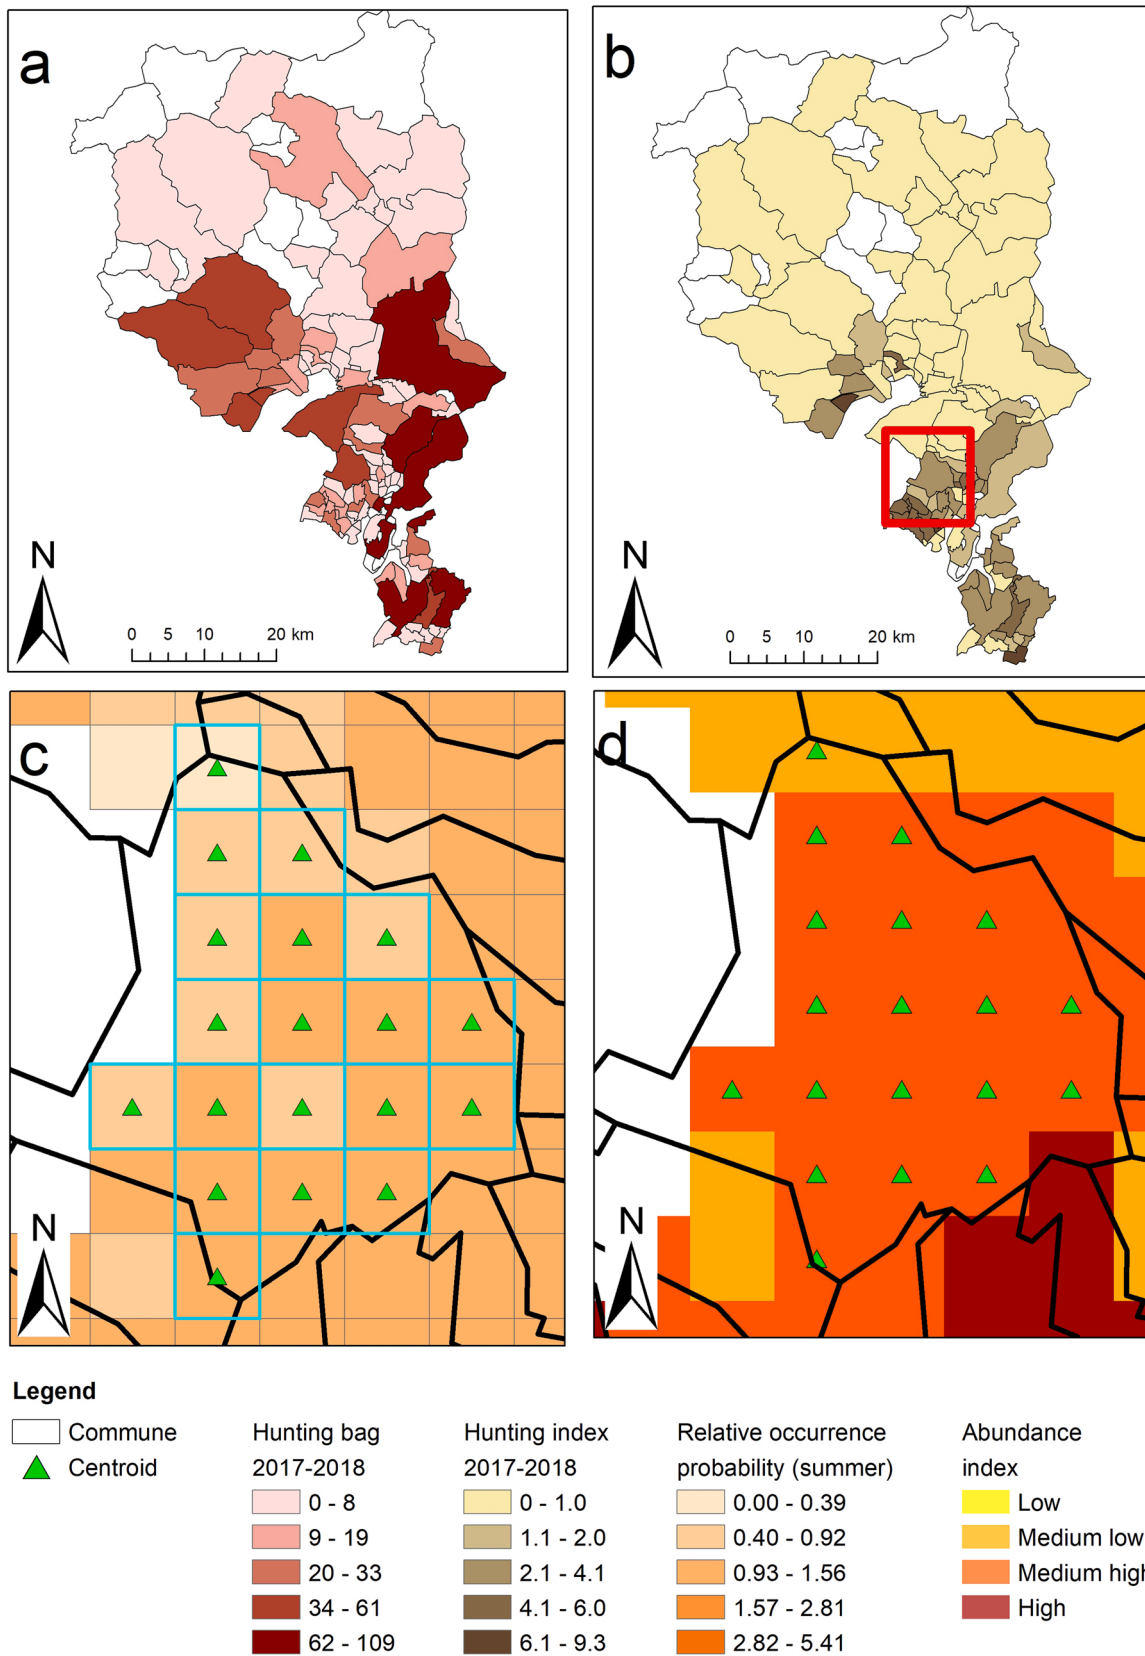 a
b
N
0 5 10 20 km
N
0 5 10 20 km
c
d
N
N
Legend
Commune
Centroid
Hunting bag
2017-2018
0 - 8
9 - 19
20 - 33
34 - 61
62 - 109
Hunting index
2017-2018
0 - 1.0
1.1 - 2.0
2.1 - 4.1
4.1 - 6.0
6.1 - 9.3
Relative occurrence
probability (summer)
0.00 - 0.39
0.40 - 0.92
0.93 - 1.56
1.57 - 2.81
2.82 - 5.41
Abundance
index
Low
Medium low
Medium high
High